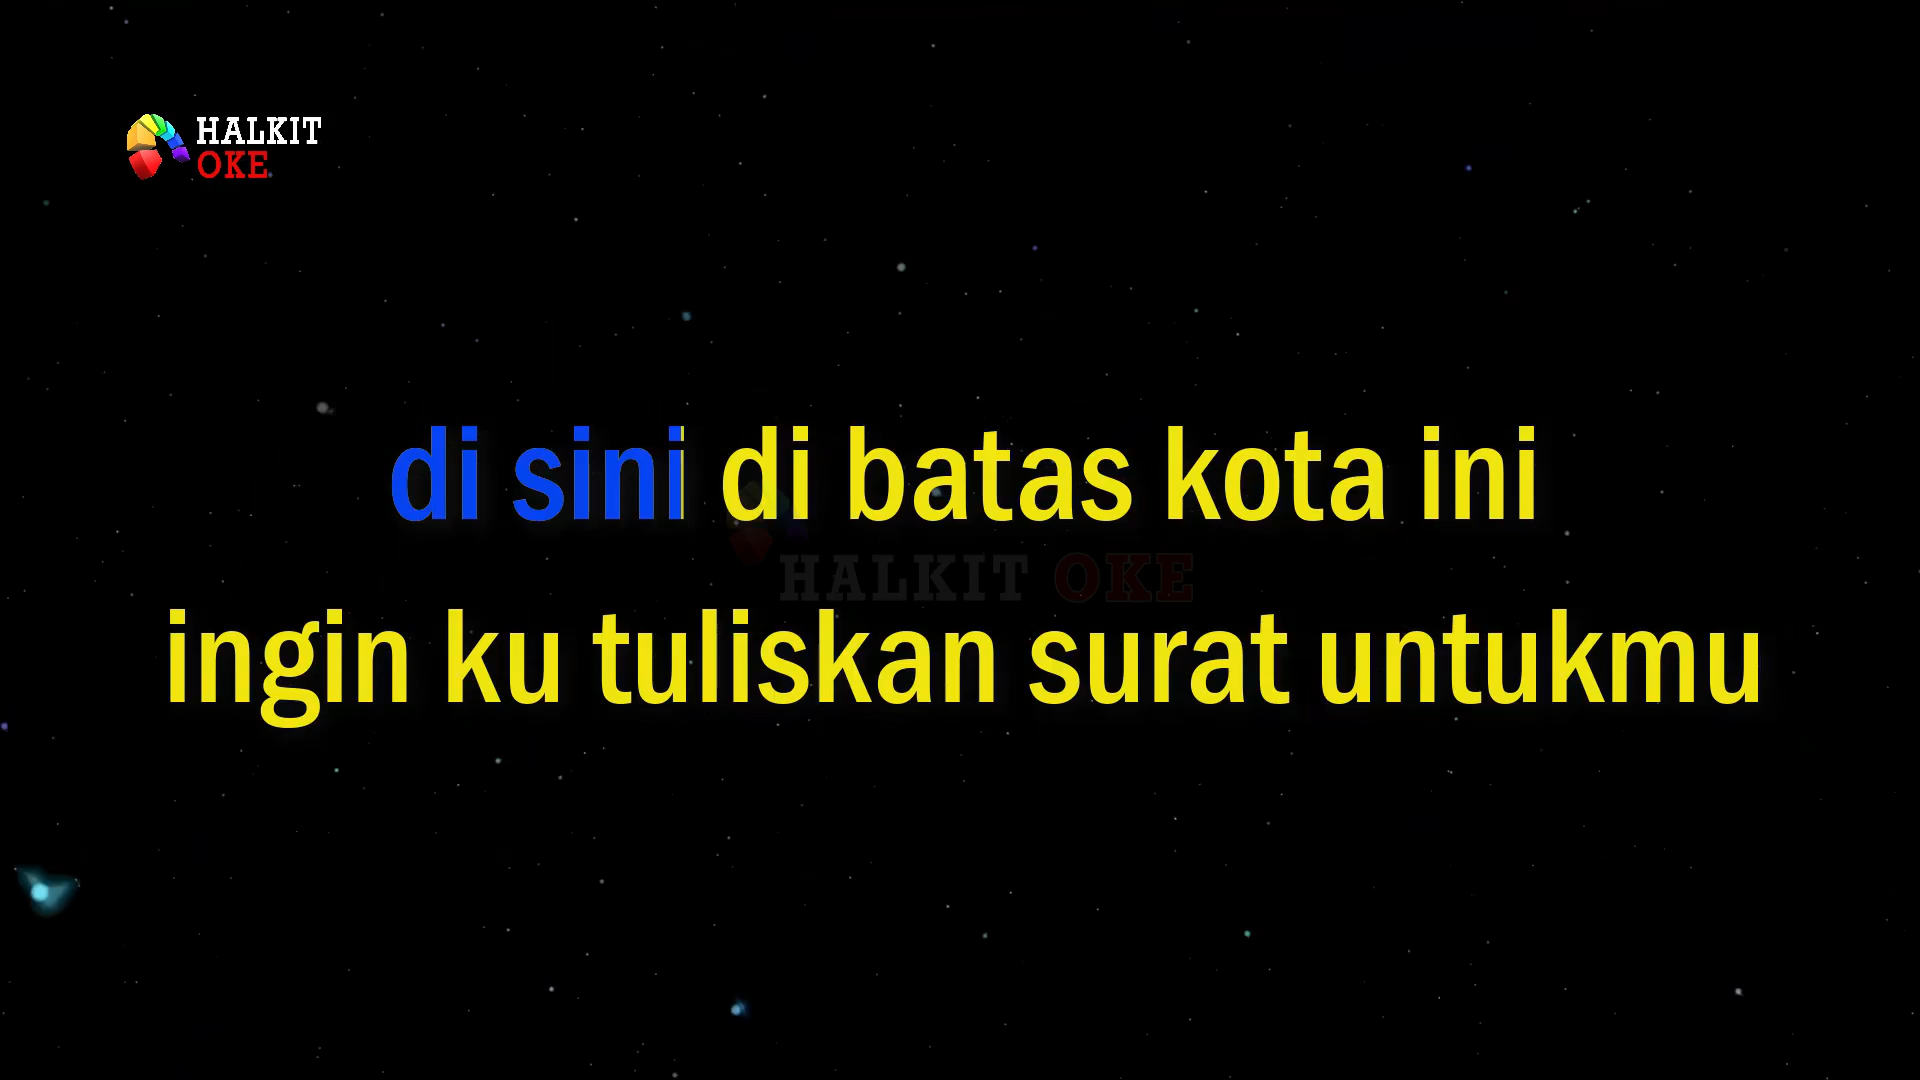 HALKIT
OKE
di sini di batas kota ini
HALKIT OKE
ingin ku tuliskan surat untukmu